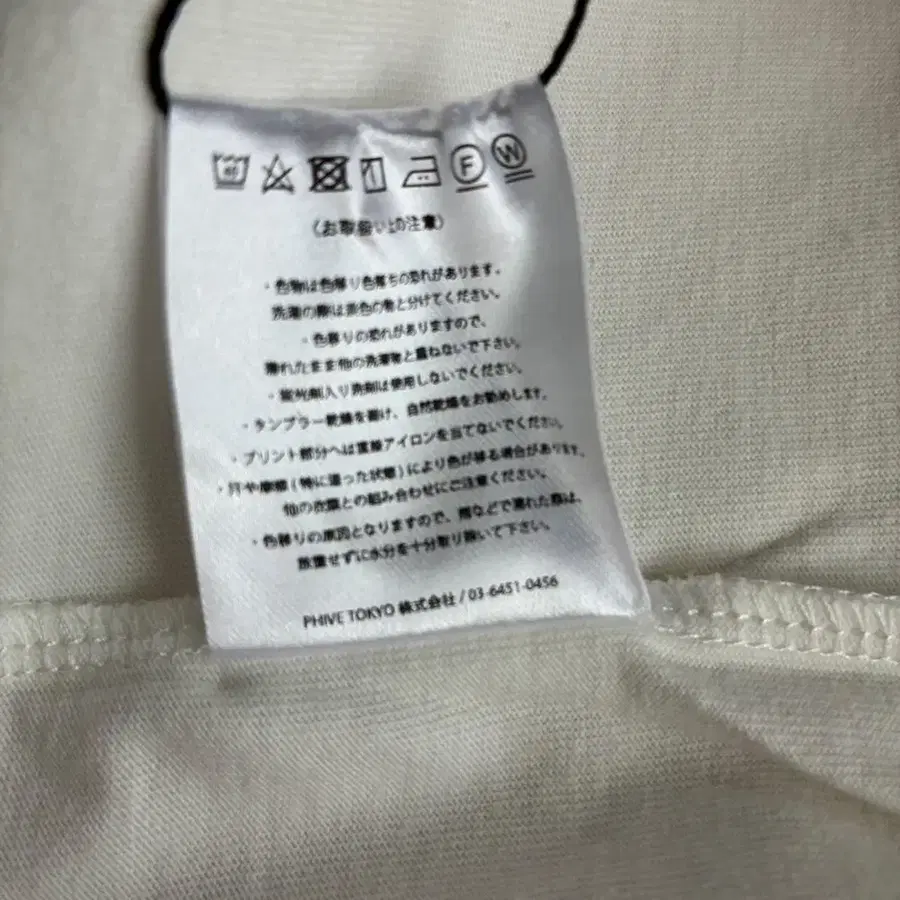 F W
〈お取扱い上の注意〉
・色物は色移り色落ちの恐れがあります。
洗濯の際は淡色の物と分けてください。
・色移りの恐れがありますので、
濡れたまま他の洗濯物と重ねないで下さい。
・蛍光剤入り洗剤は使用しないでください。
・タンブラー乾燥を避け、自然乾燥をお勧めします。
・プリント部分へは直接アイロンを当てないでください。
・汗や摩擦(特に湿った状態)により色が移る場合があります。
他の衣類との組み合わせにご注意ください。
・色移りの原因となりますので、雨などで濡れた際は、
放置せずに水分を十分取り除いて下さい。
PHIVE TOKYO 株式会社 / 03-6451-0456